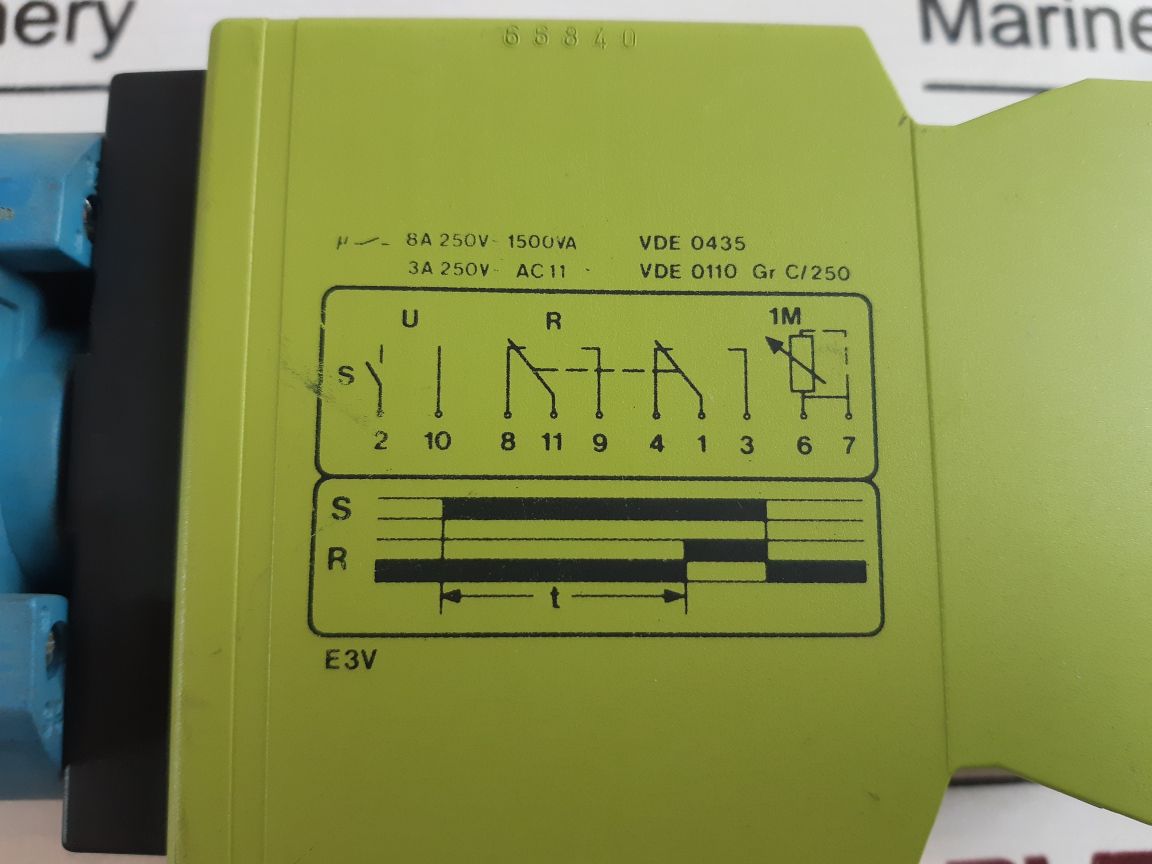 nery
Marine
66840
µ 8A 250V~ 1500VA VDE 0435
3A 250V~ AC11 VDE 0110 Gr C/250
U R 1M
S
2 10 8 11 9 4 1 3 6 7
S
R
t
E3V